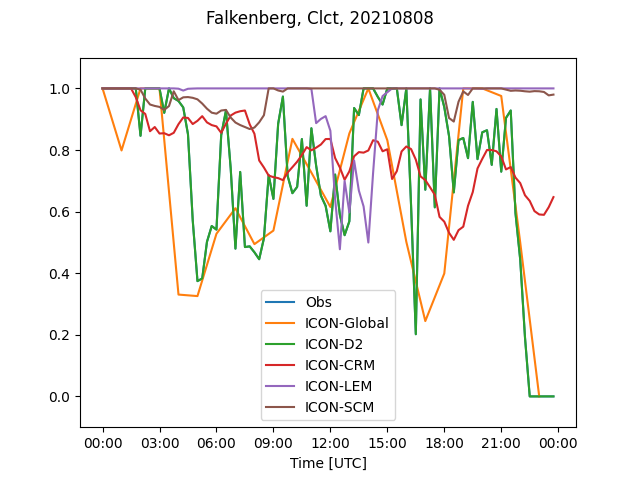 Falkenberg, Clct, 20210808
1.0
0.8
0.6
0.4
0.2
0.0
Obs
ICON-Global
ICON-D2
ICON-CRM
ICON-LEM
ICON-SCM
00:00 03:00 06:00 09:00 12:00 15:00 18:00 21:00 00:00
Time [UTC]